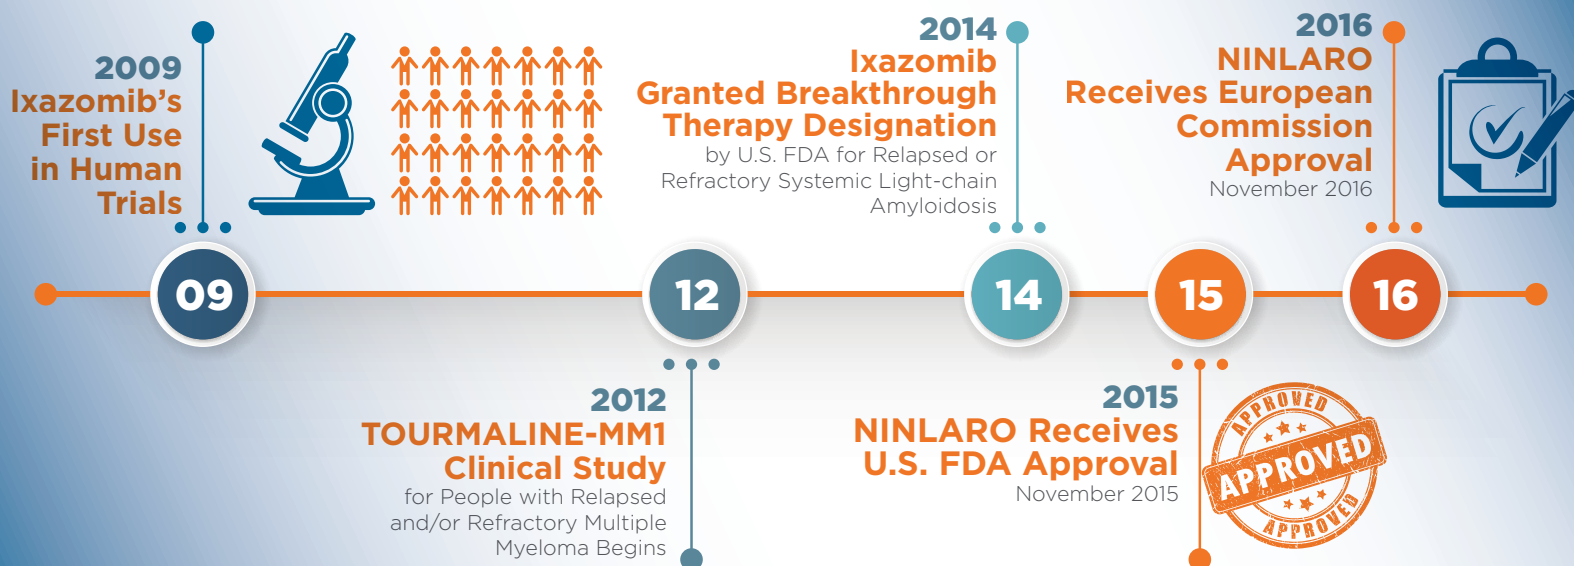 2009
Ixazomib's
First Use
in Human
Trials
2014
Ixazomib
Granted Breakthrough
Therapy Designation
by U.S. FDA for Relapsed or
Refractory Systemic Light-chain
Amyloidosis
2016
NINLARO
Receives European
Commission
Approval
November 2016
09
12
14
15
16
2012
TOURMALINE-MM1
Clinical Study
for People with Relapsed
and/or Refractory Multiple
Myeloma Begins
2015
NINLARO Receives
U.S. FDA Approval
November 2015
APPROVED
APPROVED
APPROVED